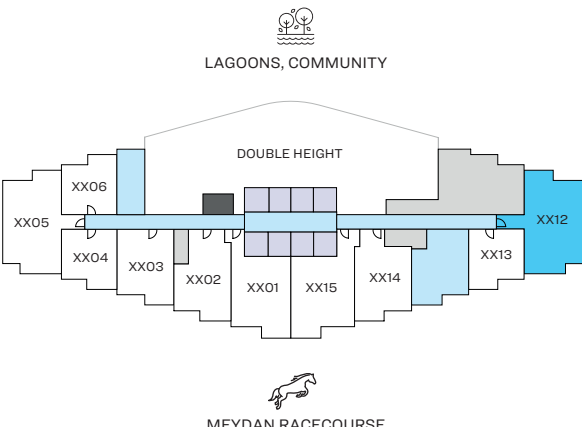 LAGOONS, COMMUNITY
DOUBLE HEIGHT
XX06
XX05
XX12
XX04
XX03
XX02
XX01
XX15
XX14
XX13
MEYDAN RACECOURSE